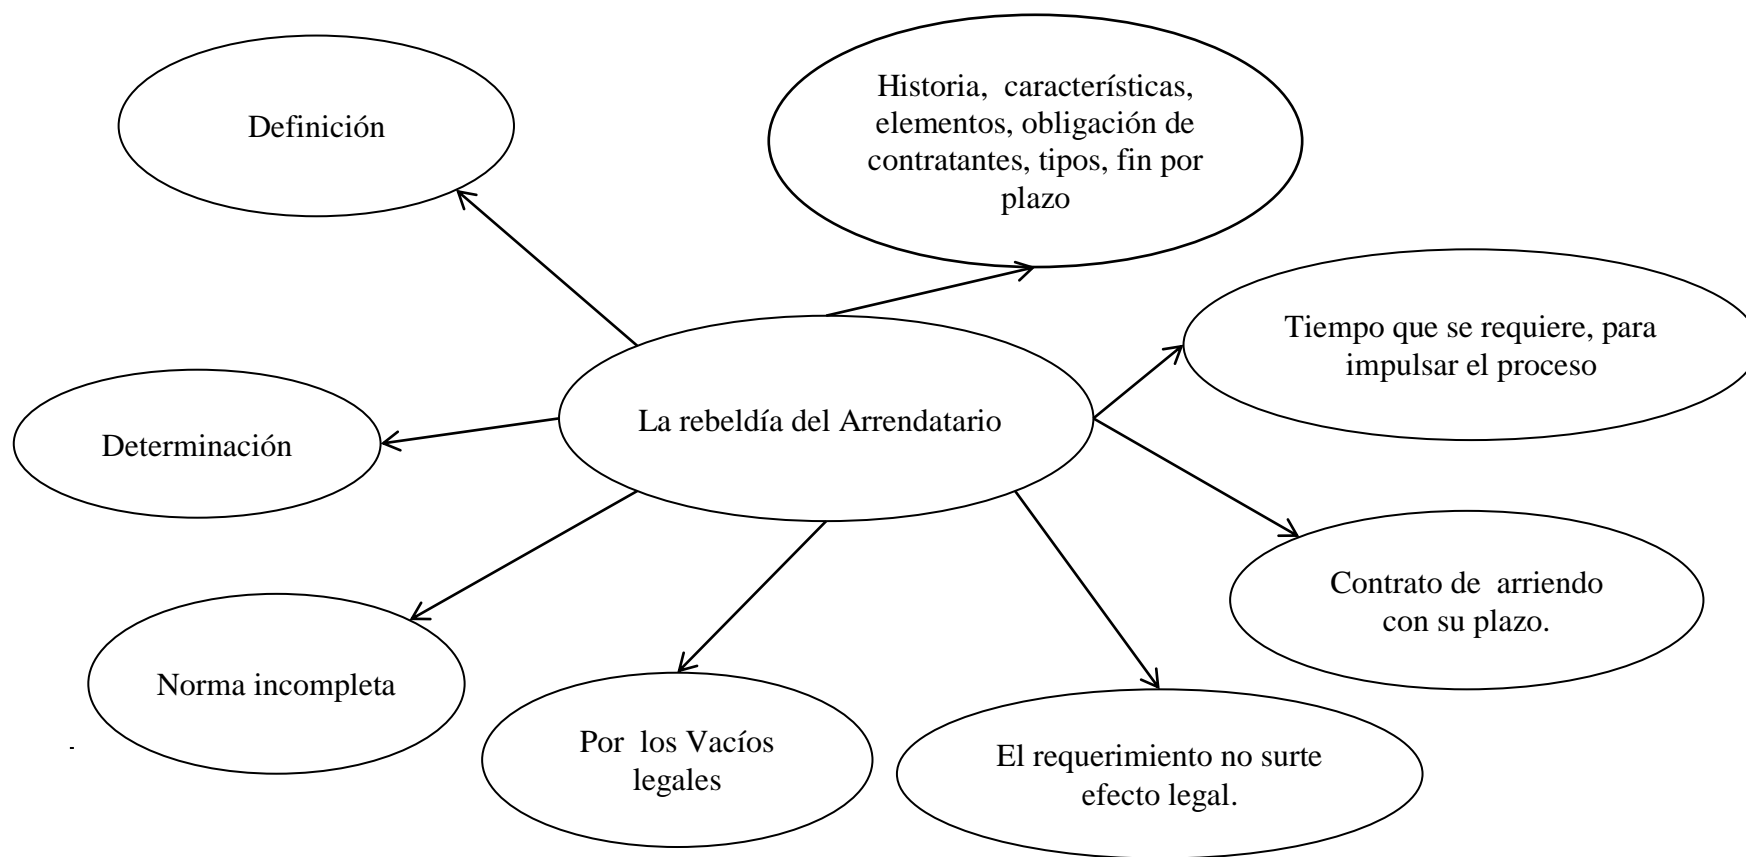 Definición
Historia, características,
elementos, obligación de
contratantes, tipos, fin por
plazo
Tiempo que se requiere, para
impulsar el proceso
La rebeldía del Arrendatario
Determinación
Contrato de arriendo
con su plazo.
Norma incompleta
Por los Vacíos
legales
El requerimiento no surte
efecto legal.
-